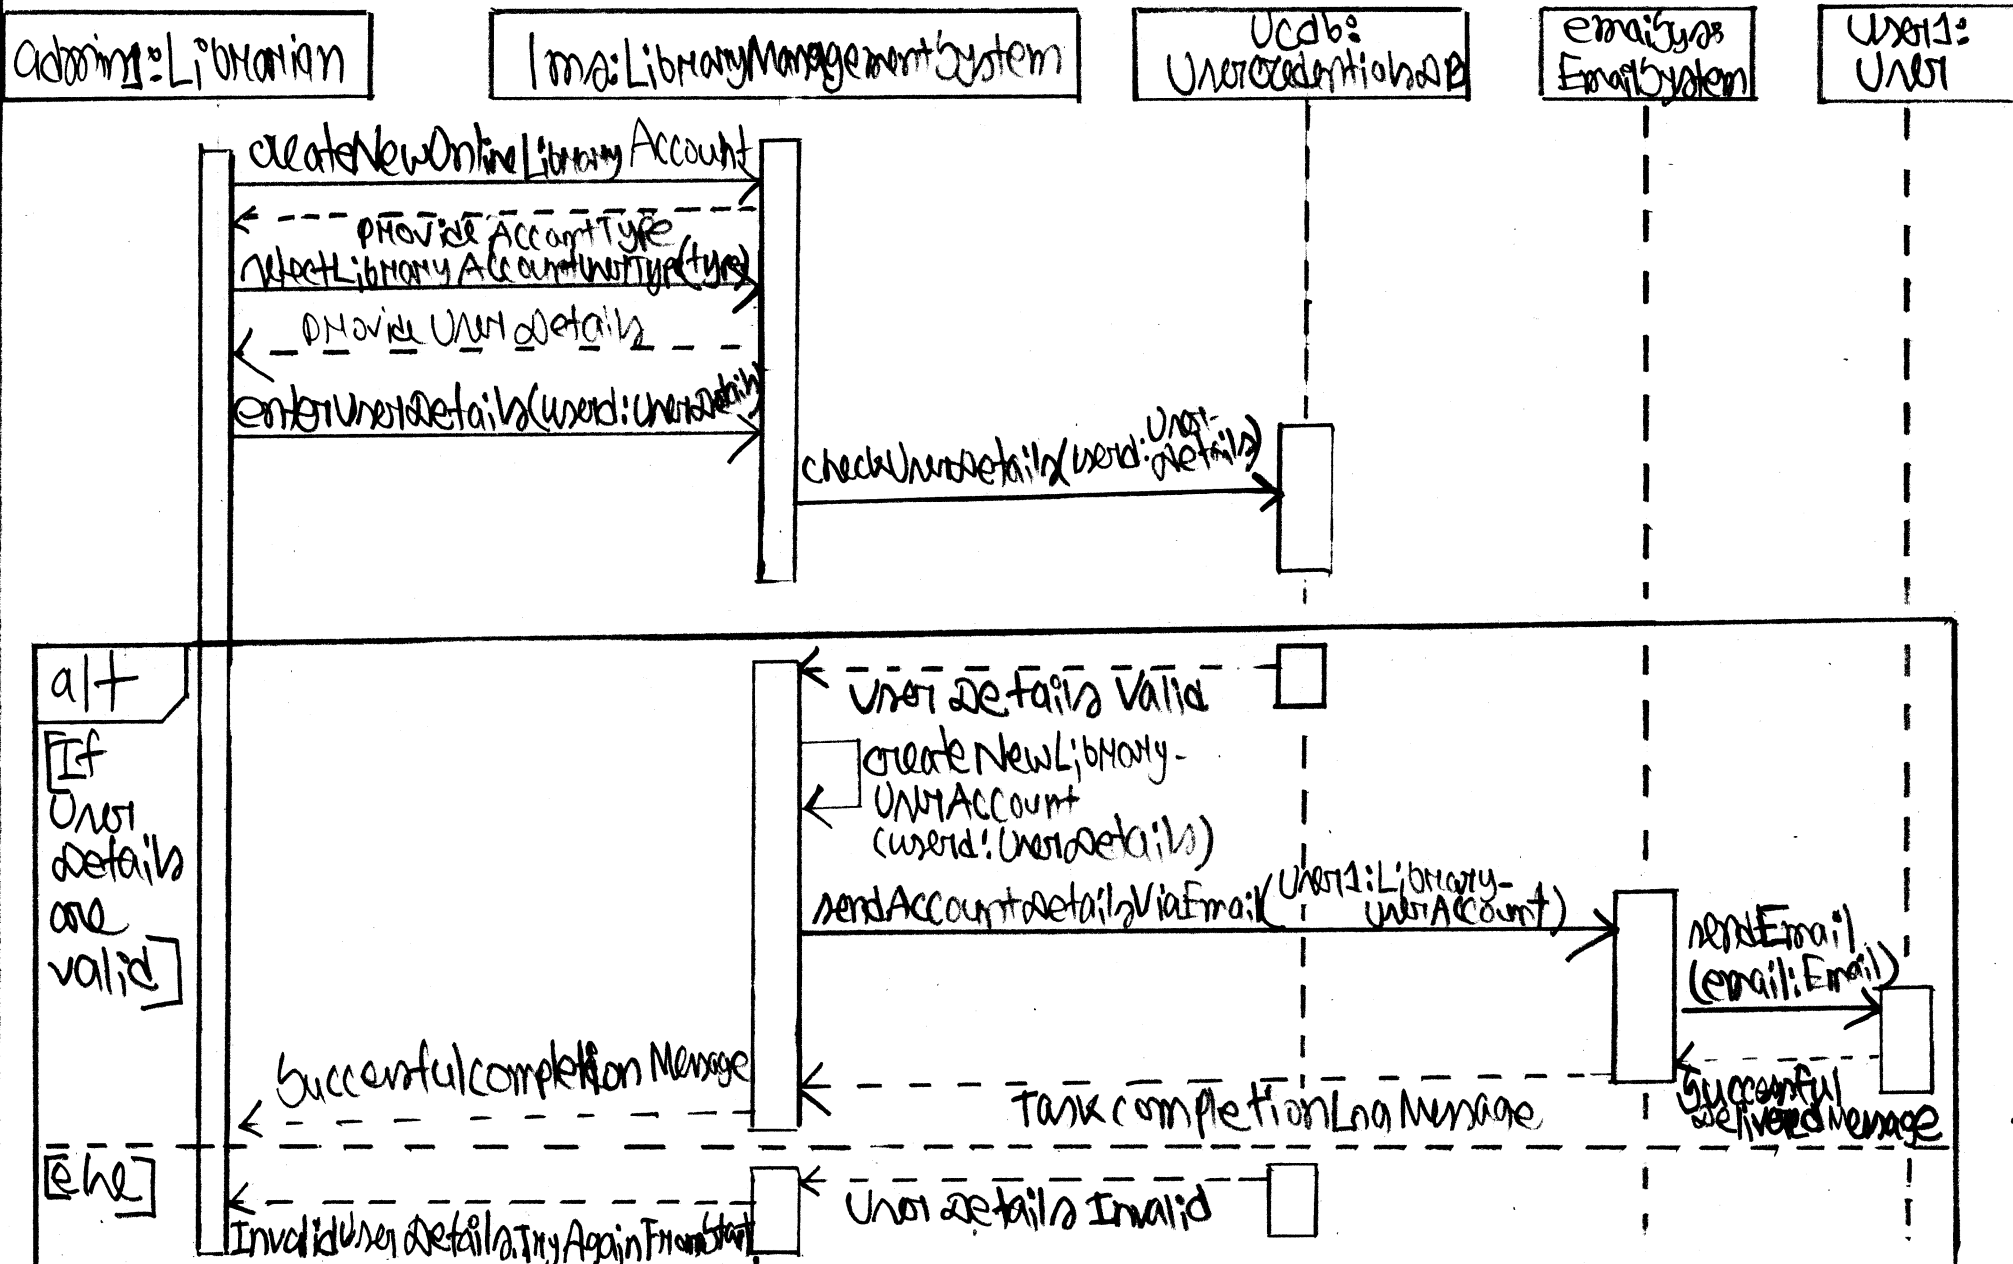 admin1:Librarian
lms:LibraryManagementSystem
Ucdb:
UserCredentialsDB
emailSys:
EmailSystem
User1:
User
createNewOnlineLibraryAccount
Provide AccountType
selectLibraryAccountUserType(type)
Provide User Details
enterUserDetails(userd:UserDetails)
checkUserDetails(userd:User-
Details)
alt
[If
User
Details
are
valid]
User Details Valid
createNewLibrary-
UserAccount
(userd:UserDetails)
sendAccountDetailsViaEmail(User1:Library-
UserAccount)
sendEmail
(email:Email)
Successful
DeliveredMessage
TaskcompletionLogMessage
SuccessfulcompletionMessage
[else]
User Details Invalid
InvalidUserDetails.TryAgainFromStart